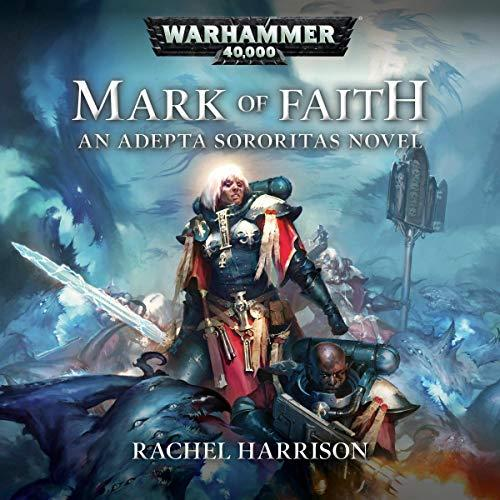 WARHAMMER
40,000
MARK OF FAITH
AN ADEPTA SORORITAS NOVEL
RACHEL HARRISON